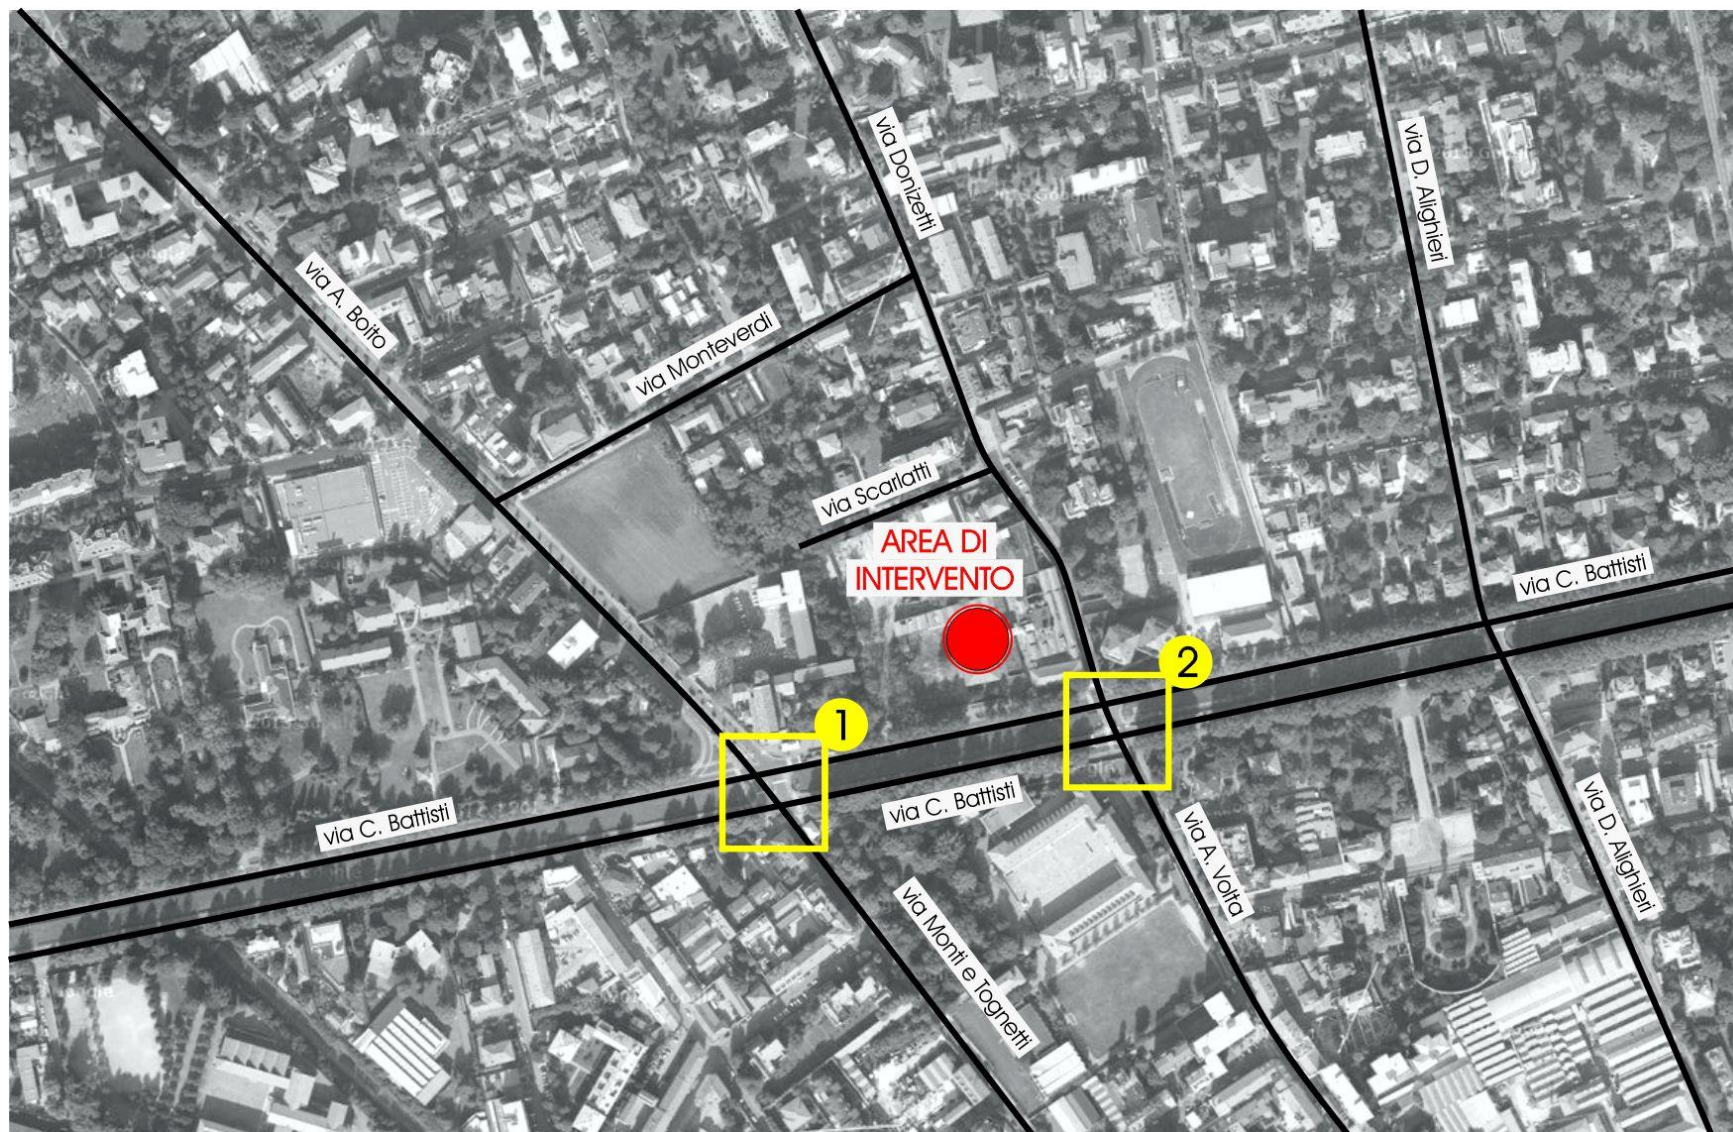 via Donizetti
via D. Alighieri
via A. Boito
via Monteverdi
via Scarlatti
AREA DI
INTERVENTO
via C. Battisti
2
1
via C. Battisti
via C. Battisti
via A. Volta
via D. Alighieri
via Monti e Tognetti